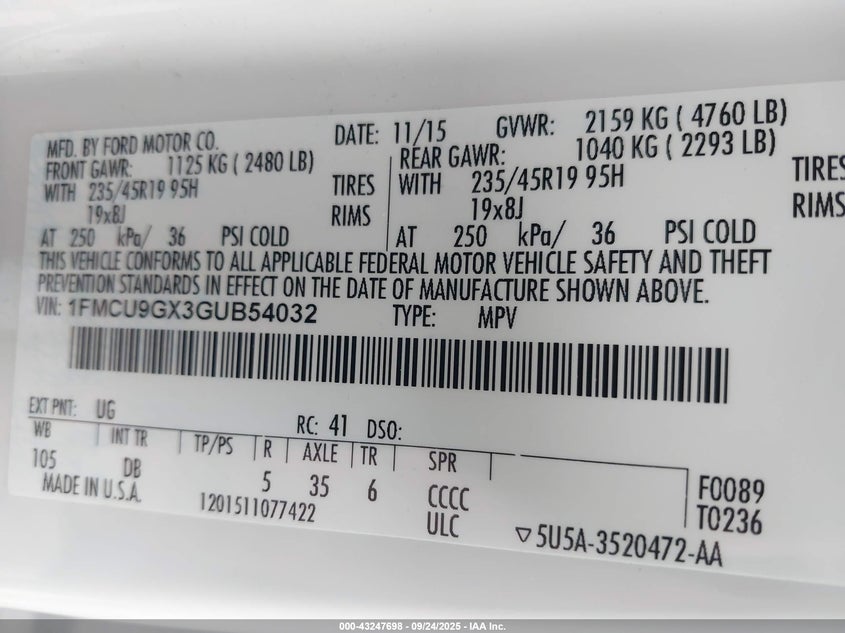 MFD. BY FORD MOTOR CO. DATE: 11/15 GVWR: 2159 KG ( 4760 LB)
FRONT GAWR: 1125 KG ( 2480 LB) REAR GAWR: 1040 KG ( 2293 LB)
WITH 235/45R19 95H TIRES WITH 235/45R19 95H TIRES
19x8J RIMS 19x8J RIMS
AT 250 kPa/ 36 PSI COLD AT 250 kPa/ 36 PSI COLD
THIS VEHICLE CONFORMS TO ALL APPLICABLE FEDERAL MOTOR VEHICLE SAFETY AND THEFT
PREVENTION STANDARDS IN EFFECT ON THE DATE OF MANUFACTURE SHOWN ABOVE.
VIN: 1FMCU9GX3GUB54032 TYPE: MPV
EXT PNT: UG RC: 41 DSO:
WB INT TR TP/PS R AXLE TR SPR
105 DB 5 35 6 CCCC F0089
MADE IN U.S.A. 1201511077422 ULC T0236
▽5U5A-3520472-AA
000-43247698 - 09/24/2025 - IAA Inc.